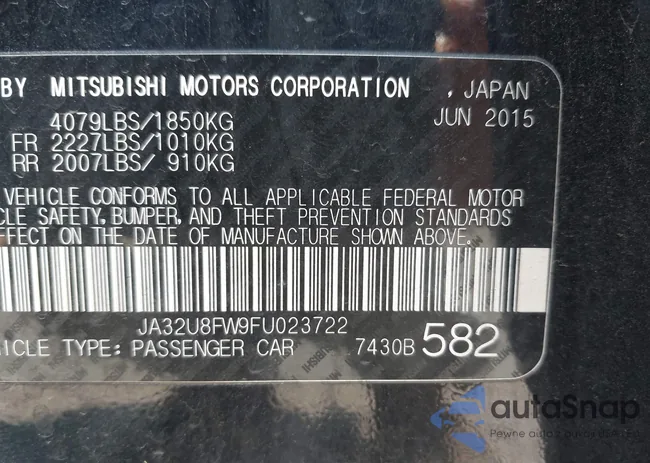 BY MITSUBISHI MOTORS CORPORATION , JAPAN
4079LBS/1850KG JUN 2015
FR 2227LBS/1010KG
RR 2007LBS/ 910KG
VEHICLE CONFORMS TO ALL APPLICABLE FEDERAL MOTOR
CLE SAFETY, BUMPER, AND THEFT PREVENTION STANDARDS
EFFECT ON THE DATE OF MANUFACTURE SHOWN ABOVE.
JA32U8FW9FU023722
HICLE TYPE: PASSENGER CAR 7430B 582
autoSnap